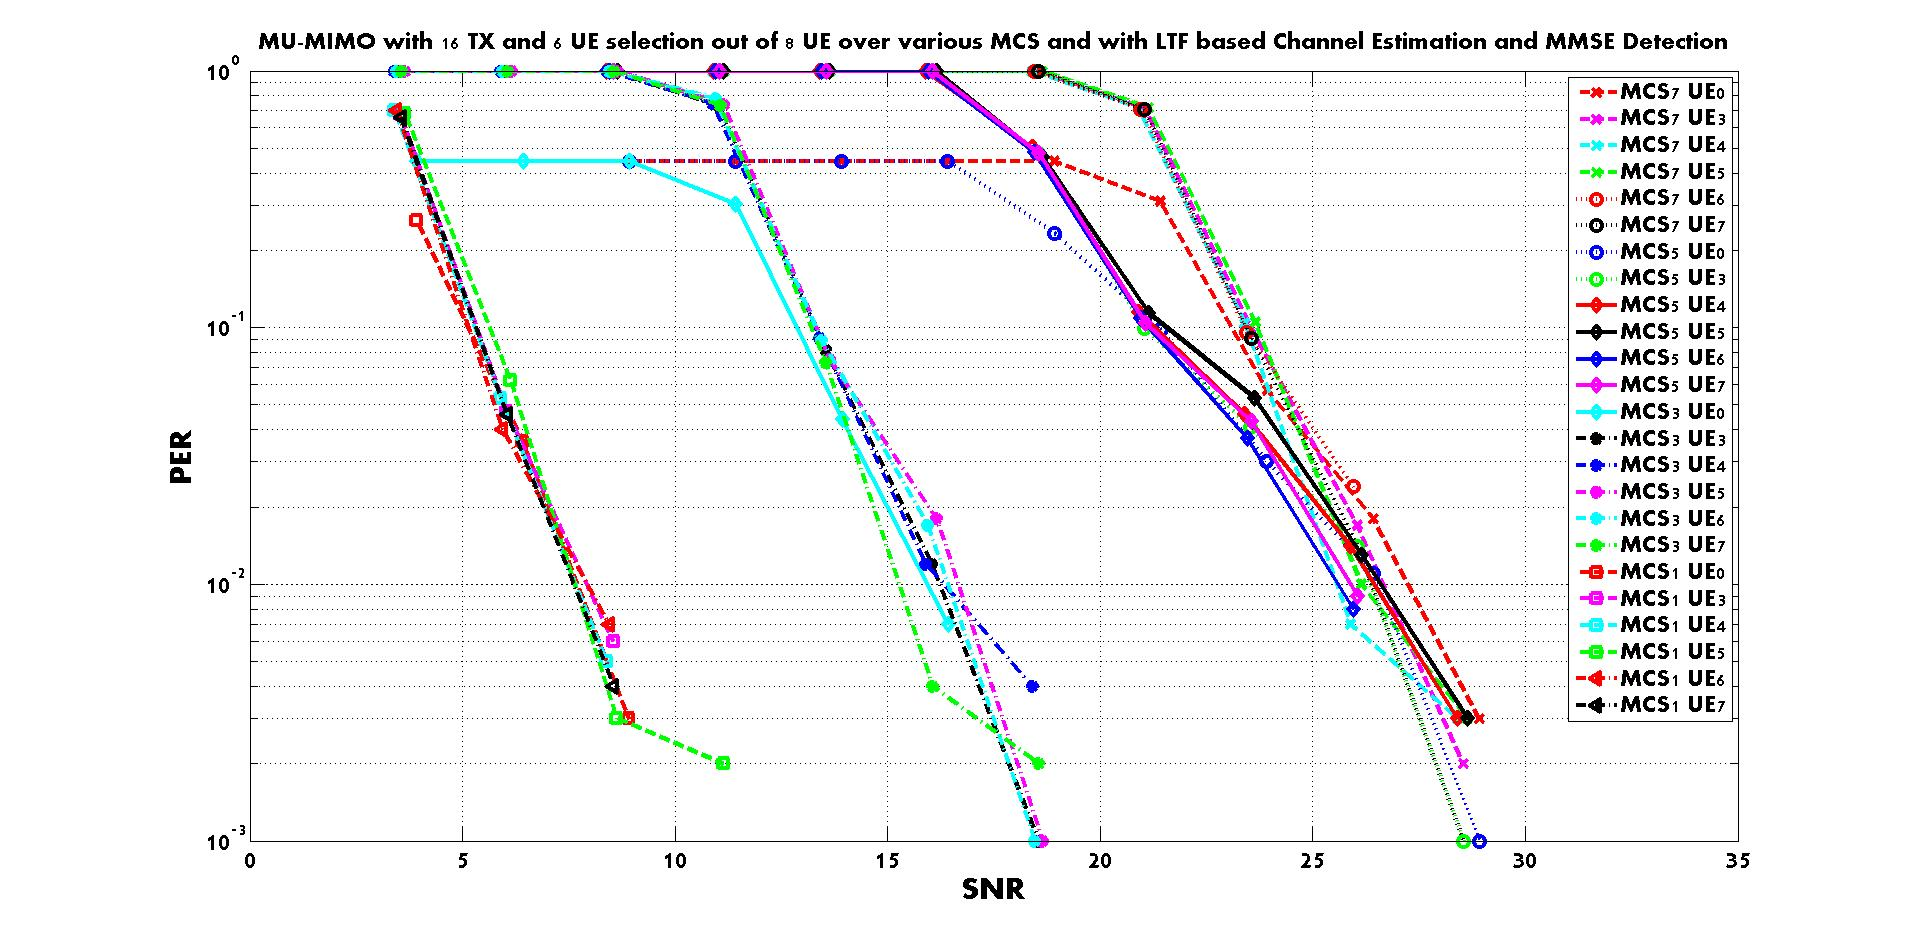 MU-MIMO with 16 TX and 6 UE selection out of 8 UE over various MCS and with LTF based Channel Estimation and MMSE Detection
10^0
10^-1
10^-2
10^-3
PER
0 5 10 15 20 25 30 35
SNR
MCS7 UE0
MCS7 UE3
MCS7 UE4
MCS7 UE5
MCS7 UE6
MCS7 UE7
MCS5 UE0
MCS5 UE3
MCS5 UE4
MCS5 UE5
MCS5 UE6
MCS5 UE7
MCS3 UE0
MCS3 UE3
MCS3 UE4
MCS3 UE5
MCS3 UE6
MCS3 UE7
MCS1 UE0
MCS1 UE3
MCS1 UE4
MCS1 UE5
MCS1 UE6
MCS1 UE7